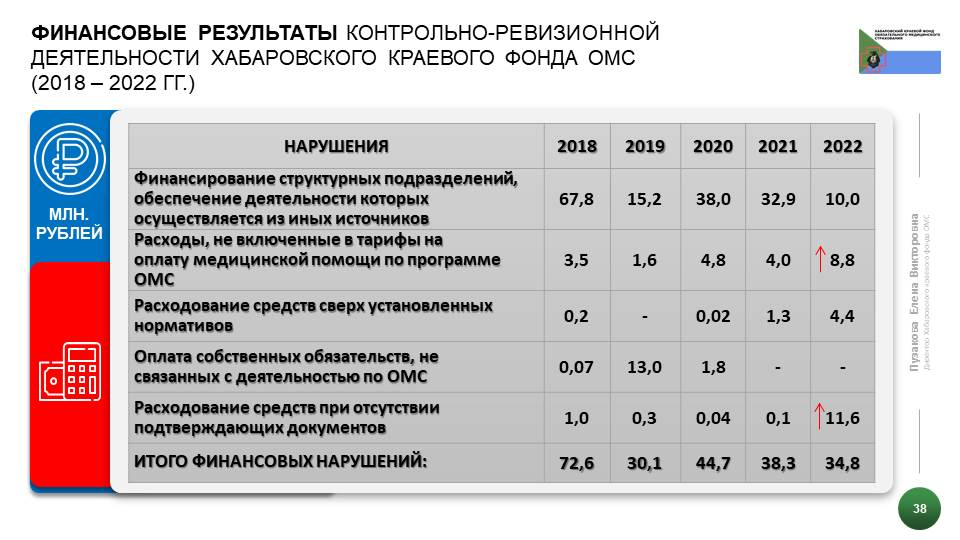 ФИНАНСОВЫЕ РЕЗУЛЬТАТЫ КОНТРОЛЬНО-РЕВИЗИОННОЙ
ДЕЯТЕЛЬНОСТИ ХАБАРОВСКОГО КРАЕВОГО ФОНДА ОМС
(2018 – 2022 ГГ.)
ХАБАРОВСКИЙ КРАЕВОЙ ФОНД
ОБЯЗАТЕЛЬНОГО МЕДИЦИНСКОГО
СТРАХОВАНИЯ
МЛН.
РУБЛЕЙ
НАРУШЕНИЯ 2018 2019 2020 2021 2022
Финансирование структурных подразделений,
обеспечение деятельности которых
осуществляется из иных источников
67,8 15,2 38,0 32,9 10,0
Расходы, не включенные в тарифы на
оплату медицинской помощи по программе
ОМС
3,5 1,6 4,8 4,0 8,8
Расходование средств сверх установленных
нормативов
0,2 - 0,02 1,3 4,4
Оплата собственных обязательств, не
связанных с деятельностью по ОМС
0,07 13,0 1,8 - -
Расходование средств при отсутствии
подтверждающих документов
1,0 0,3 0,04 0,1 11,6
ИТОГО ФИНАНСОВЫХ НАРУШЕНИЙ: 72,6 30,1 44,7 38,3 34,8
Пузакова Елена Викторовна
Директор Хабаровского краевого фонда ОМС
38